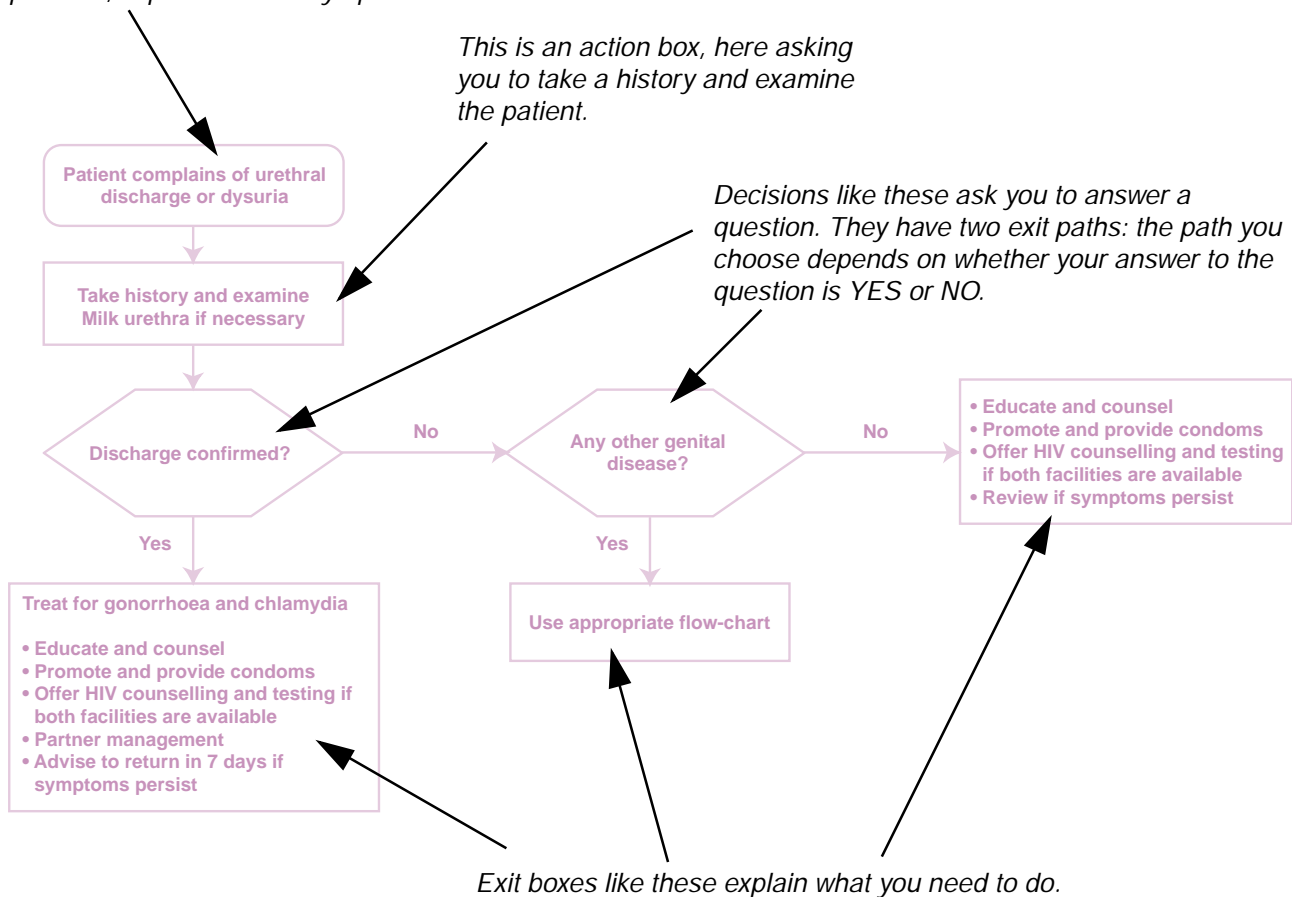 This is an action box, here asking
you to take a history and examine
the patient.
Patient complains of urethral
discharge or dysuria
Decisions like these ask you to answer a
question. They have two exit paths: the path you
choose depends on whether your answer to the
question is YES or NO.
Take history and examine
Milk urethra if necessary
Discharge confirmed?
No
Any other genital
disease?
No
• Educate and counsel
• Promote and provide condoms
• Offer HIV counselling and testing
if both facilities are available
• Review if symptoms persist
Yes
Yes
Treat for gonorrhoea and chlamydia
• Educate and counsel
• Promote and provide condoms
• Offer HIV counselling and testing if
both facilities are available
• Partner management
• Advise to return in 7 days if
symptoms persist
Use appropriate flow-chart
Exit boxes like these explain what you need to do.